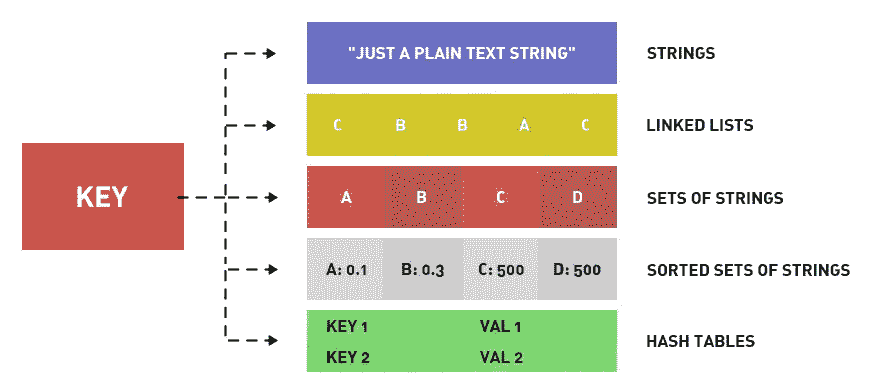 "JUST A PLAIN TEXT STRING" STRINGS
C B B A C LINKED LISTS
KEY
A B C D SETS OF STRINGS
A: 0.1 B: 0.3 C: 500 D: 500 SORTED SETS OF STRINGS
KEY 1 VAL 1
HASH TABLES
KEY 2 VAL 2